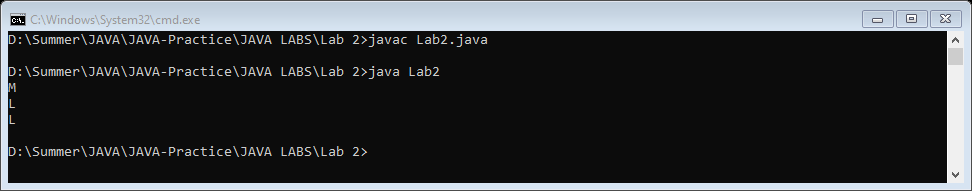 C:\Windows\System32\cmd.exe
D:\Summer\JAVA\JAVA-Practice\JAVA LABS\Lab 2>javac Lab2.java
D:\Summer\JAVA\JAVA-Practice\JAVA LABS\Lab 2>java Lab2
M
L
L
D:\Summer\JAVA\JAVA-Practice\JAVA LABS\Lab 2>